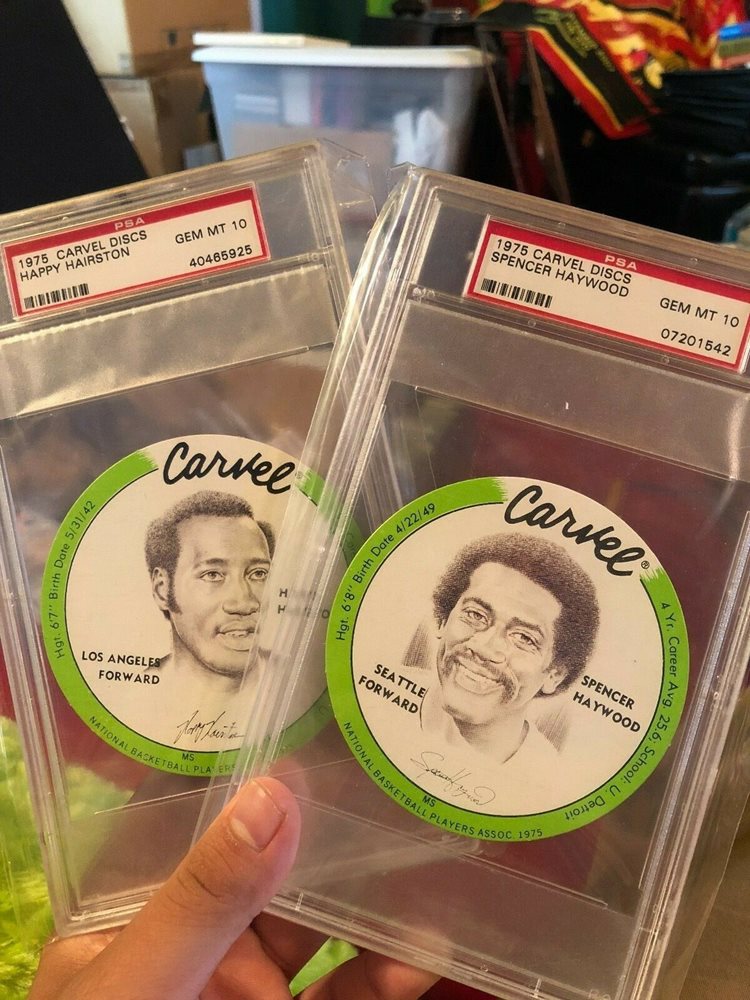 PSA
1975 CARVEL DISCS
HAPPY HAIRSTON
GEM MT 10
40465925
Carvel
Hgt. 6'7" Birth Date 5/31/42
LOS ANGELES
FORWARD
MS
NATIONAL BASKETBALL PLAYERS
PSA
1975 CARVEL DISCS
SPENCER HAYWOOD
GEM MT 10
07201542
Carvel®
Hgt. 6'8" Birth Date 4/22/49
4 Yr. Career Avg. 25.6, School: U. Detroit
SEATTLE
FORWARD
SPENCER
HAYWOOD
MS
NATIONAL BASKETBALL PLAYERS ASSOC. 1975